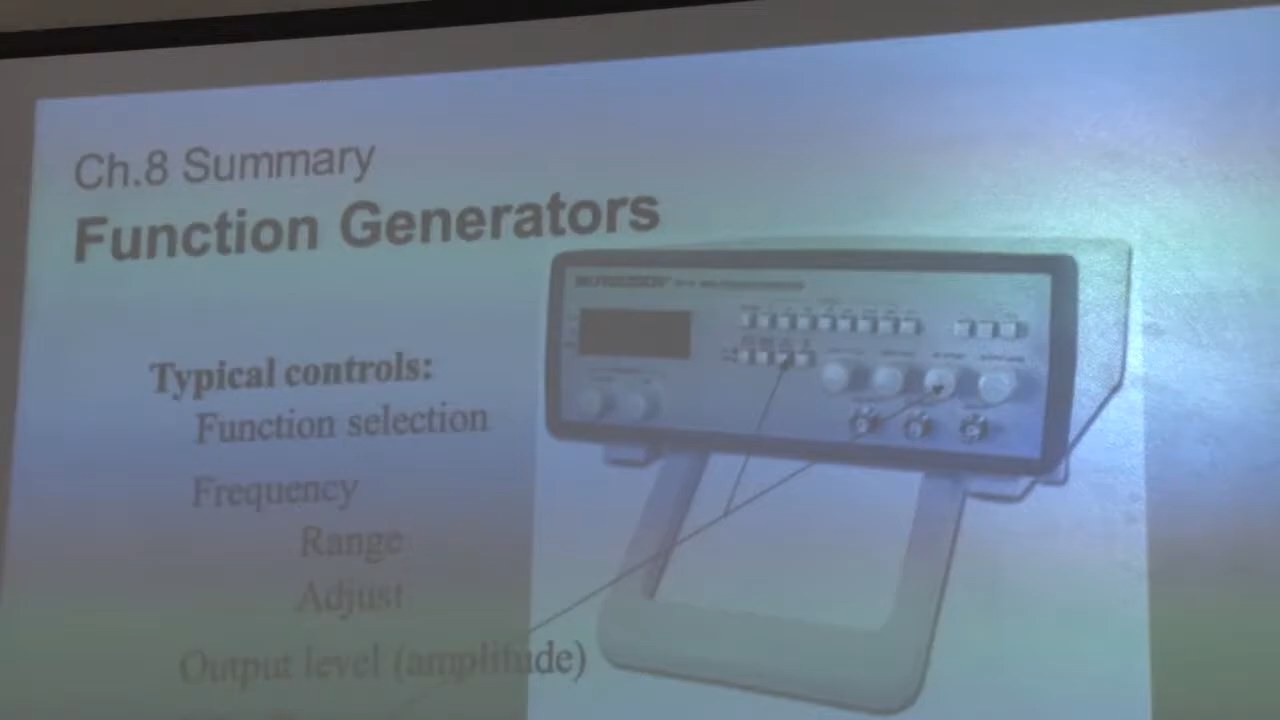 Ch.8 Summary
Function Generators
Typical controls:
Function selection
Frequency
Range
Adjust
Output level (amplitude)